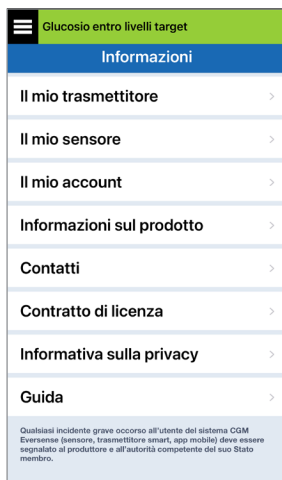 Glucosio entro livelli target
Informazioni
Il mio trasmettitore
Il mio sensore
Il mio account
Informazioni sul prodotto
Contatti
Contratto di licenza
Informativa sulla privacy
Guida
Qualsiasi incidente grave occorso all'utente del sistema CGM
Eversense (sensore, trasmettitore smart, app mobile) deve essere
segnalato al produttore e all'autorità competente del suo Stato
membro.